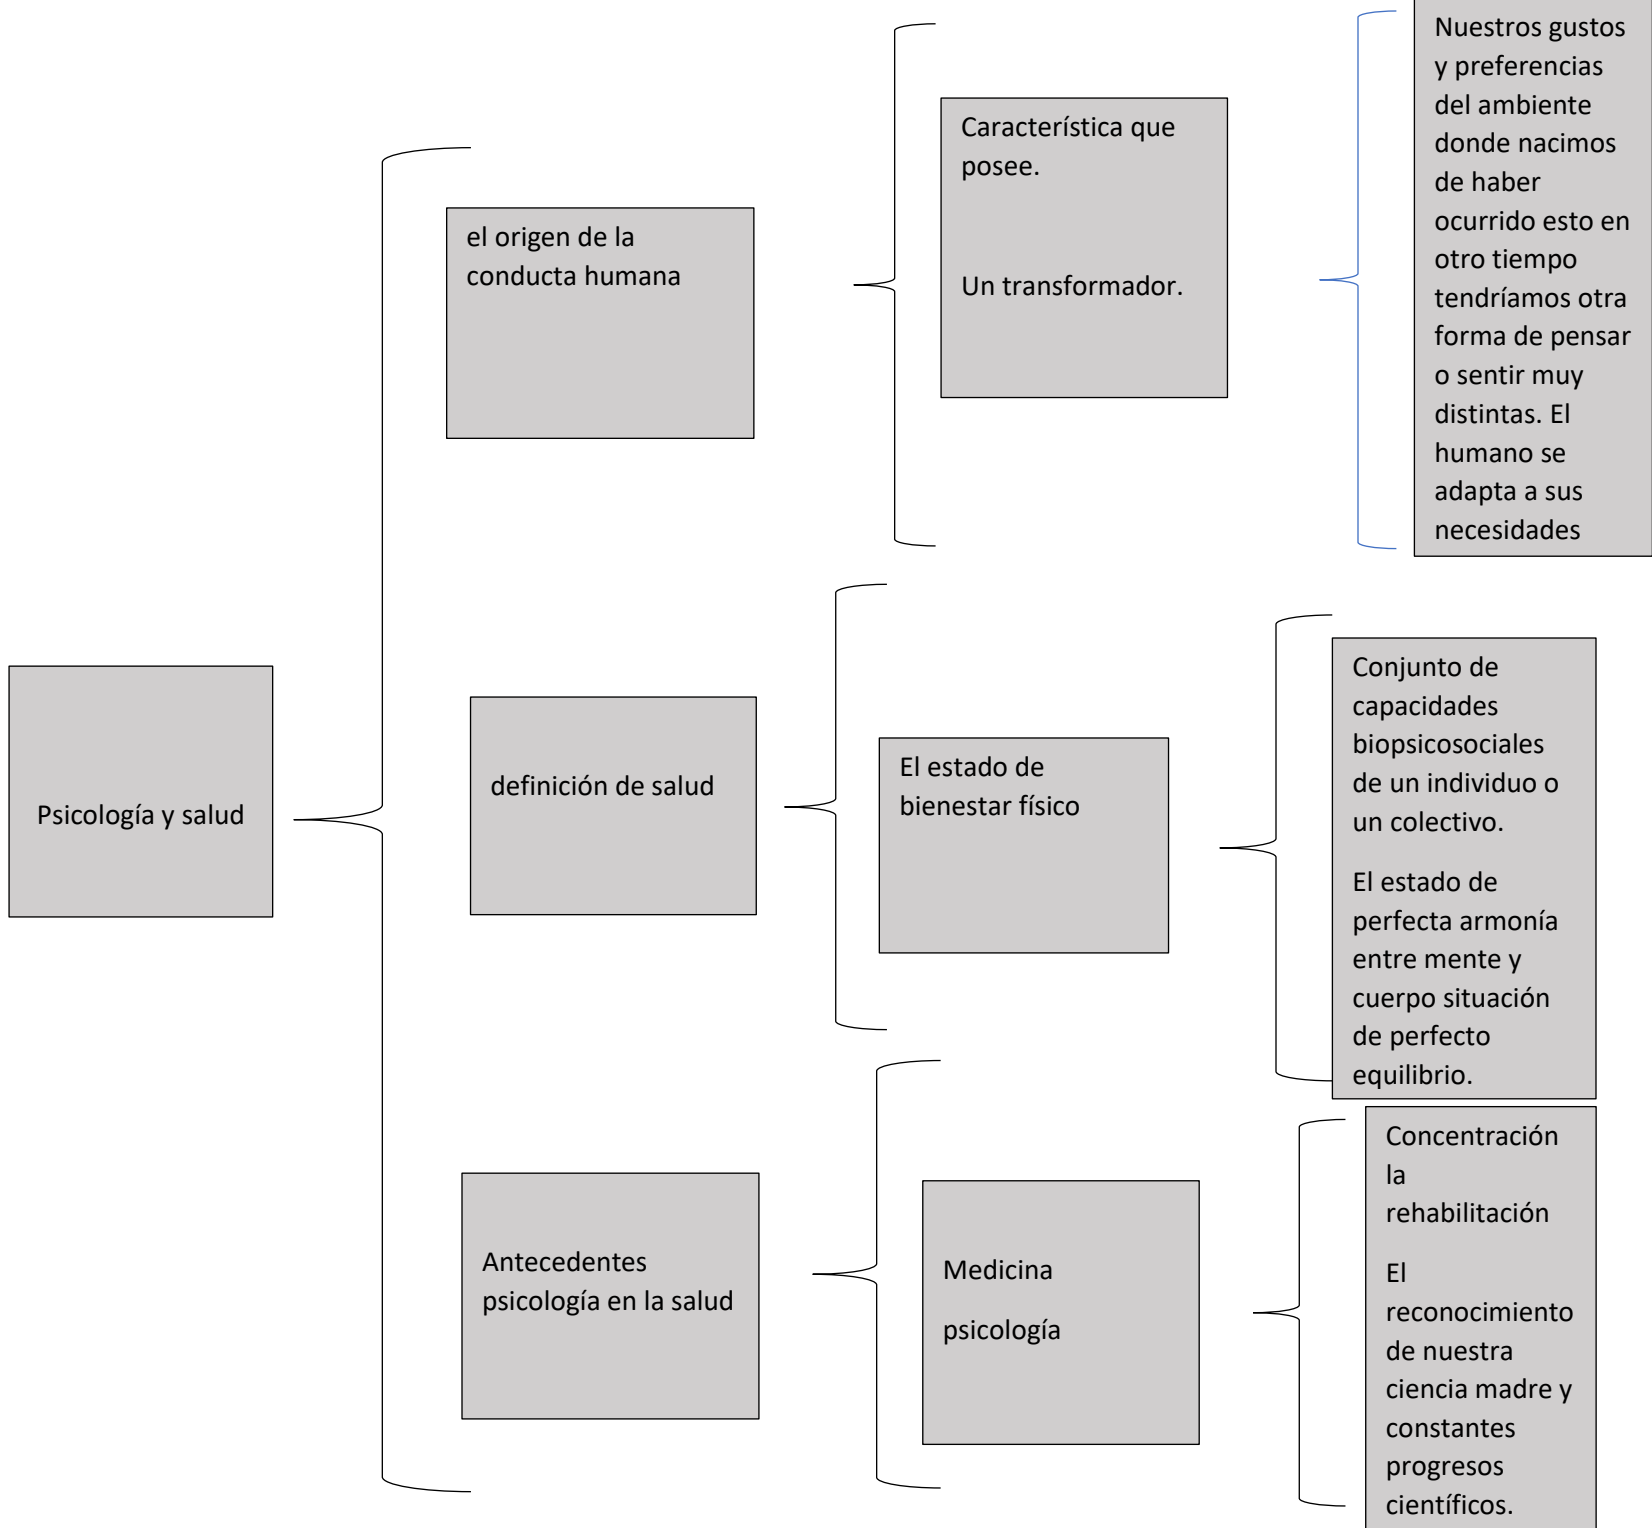 Psicología y salud
el origen de la
conducta humana
Característica que
posee.
Un transformador.
Nuestros gustos
y preferencias
del ambiente
donde nacimos
de haber
ocurrido esto en
otro tiempo
tendríamos otra
forma de pensar
o sentir muy
distintas. El
humano se
adapta a sus
necesidades
definición de salud
El estado de
bienestar físico
Conjunto de
capacidades
biopsicosociales
de un individuo o
un colectivo.
El estado de
perfecta armonía
entre mente y
cuerpo situación
de perfecto
equilibrio.
Antecedentes
psicología en la salud
Medicina
psicología
Concentración
la
rehabilitación
El
reconocimiento
de nuestra
ciencia madre y
constantes
progresos
científicos.